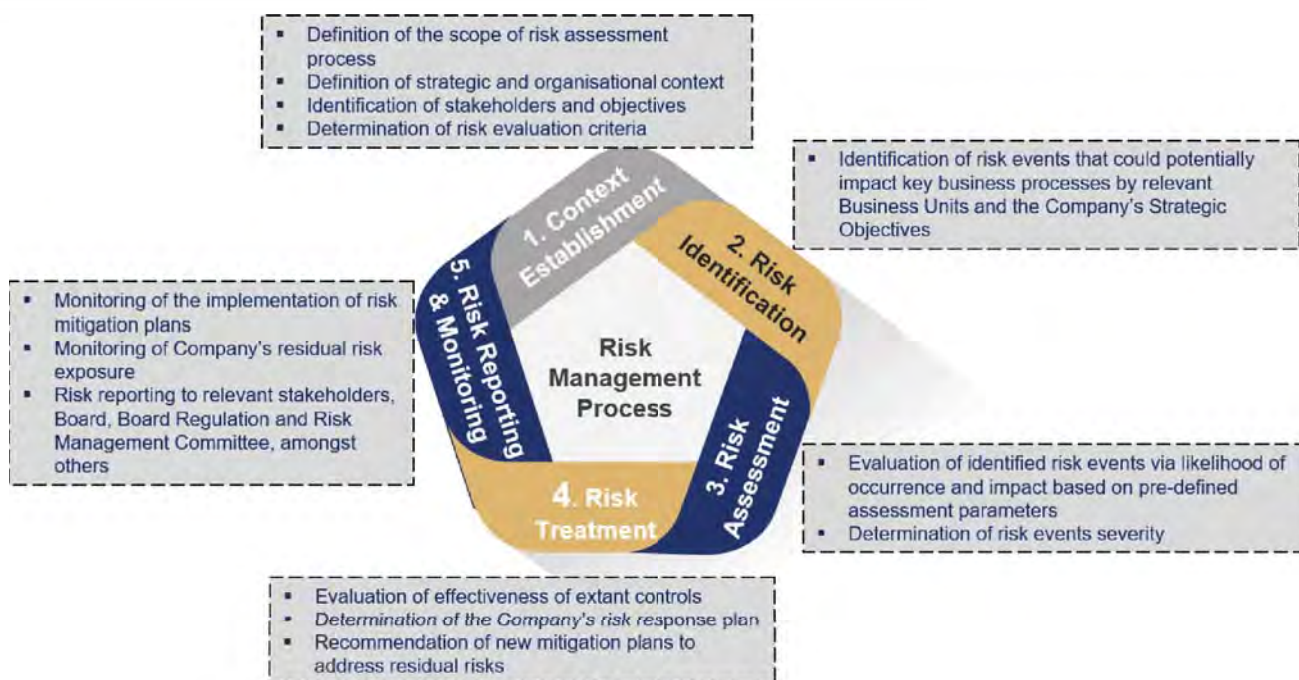 ▪ Definition of the scope of risk assessment
process
▪ Definition of strategic and organisational context
▪ Identification of stakeholders and objectives
▪ Determination of risk evaluation criteria
▪ Identification of risk events that could potentially
impact key business processes by relevant
Business Units and the Company's Strategic
Objectives
1. Context
Establishment
2. Risk
Identification
3. Risk
Assessment
4. Risk
Treatment
5. Risk Reporting
& Monitoring
Risk
Management
Process
▪ Monitoring of the implementation of risk
mitigation plans
▪ Monitoring of Company's residual risk
exposure
▪ Risk reporting to relevant stakeholders,
Board, Board Regulation and Risk
Management Committee, amongst
others
▪ Evaluation of identified risk events via likelihood of
occurrence and impact based on pre-defined
assessment parameters
▪ Determination of risk events severity
▪ Evaluation of effectiveness of extant controls
▪ Determination of the Company's risk response plan
▪ Recommendation of new mitigation plans to
address residual risks